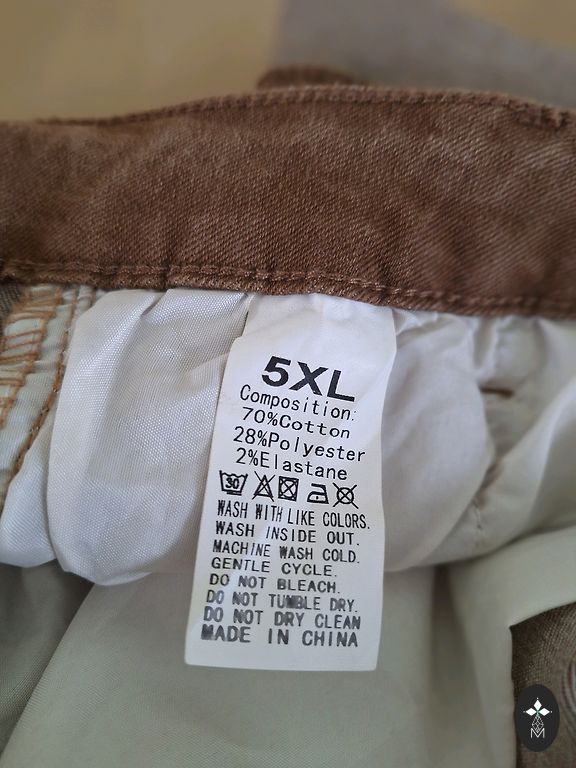 5XL
Composition:
70%Cotton
28%Polyester
2%Elastane
30
WASH WITH LIKE COLORS.
WASH INSIDE OUT.
MACHINE WASH COLD.
GENTLE CYCLE.
DO NOT BLEACH.
DO NOT TUMBLE DRY.
DO NOT DRY CLEAN
MADE IN CHINA
M